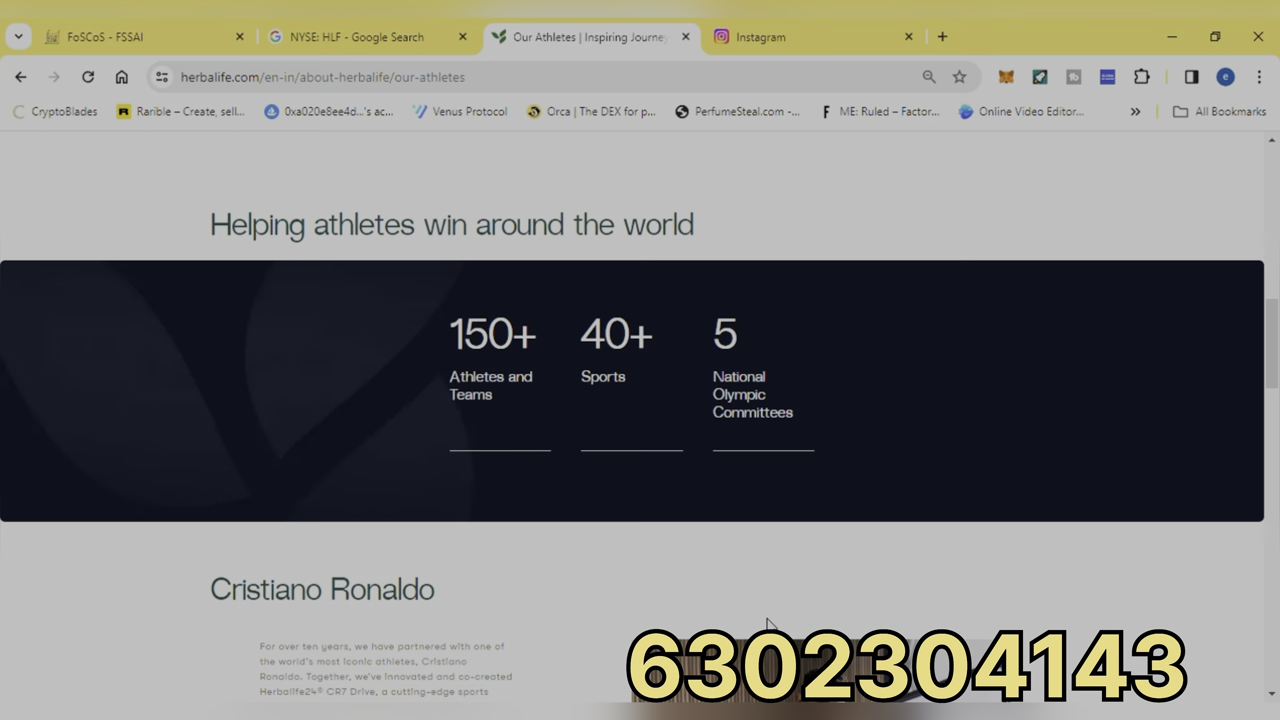 FoSCoS - FSSAI
NYSE: HLF - Google Search
Our Athletes | Inspiring Journey
Instagram
herbalife.com/en-in/about-herbalife/our-athletes
CryptoBlades
Rarible – Create, sell...
0xa020e8ee4d...'s ac...
Venus Protocol
Orca | The DEX for p...
PerfumeSteal.com -...
ME: Ruled – Factor...
Online Video Editor...
All Bookmarks
Helping athletes win around the world
150+
40+
5
Athletes and
Teams
Sports
National
Olympic
Committees
Cristiano Ronaldo
For over ten years, we have partnered with one of
the world's most iconic athletes, Cristiano
Ronaldo. Together, we've innovated and co-created
Herbalife24® CR7 Drive, a cutting-edge sports
6302304143